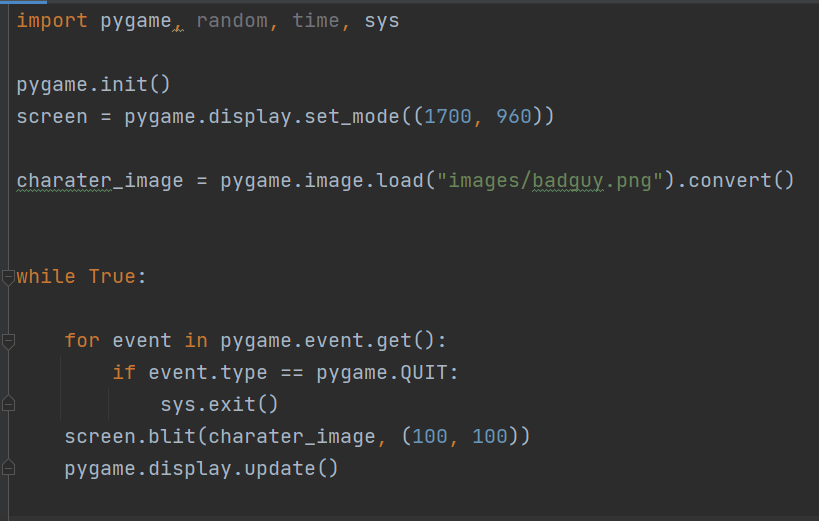 import pygame, random, time, sys
pygame.init()
screen = pygame.display.set_mode((1700, 960))
charater_image = pygame.image.load("images/badguy.png").convert()
while True:
for event in pygame.event.get():
if event.type == pygame.QUIT:
sys.exit()
screen.blit(charater_image, (100, 100))
pygame.display.update()